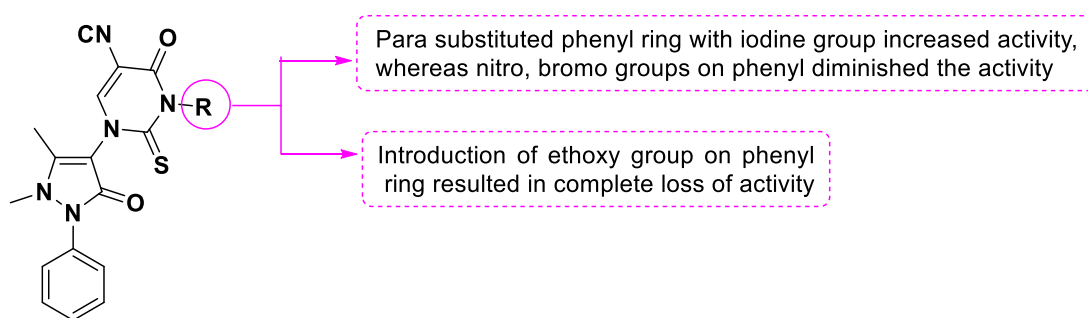 CN
O
Para substituted phenyl ring with iodine group increased activity,
whereas nitro, bromo groups on phenyl diminished the activity
N
R
N
S
Introduction of ethoxy group on phenyl
ring resulted in complete loss of activity
N
O
N